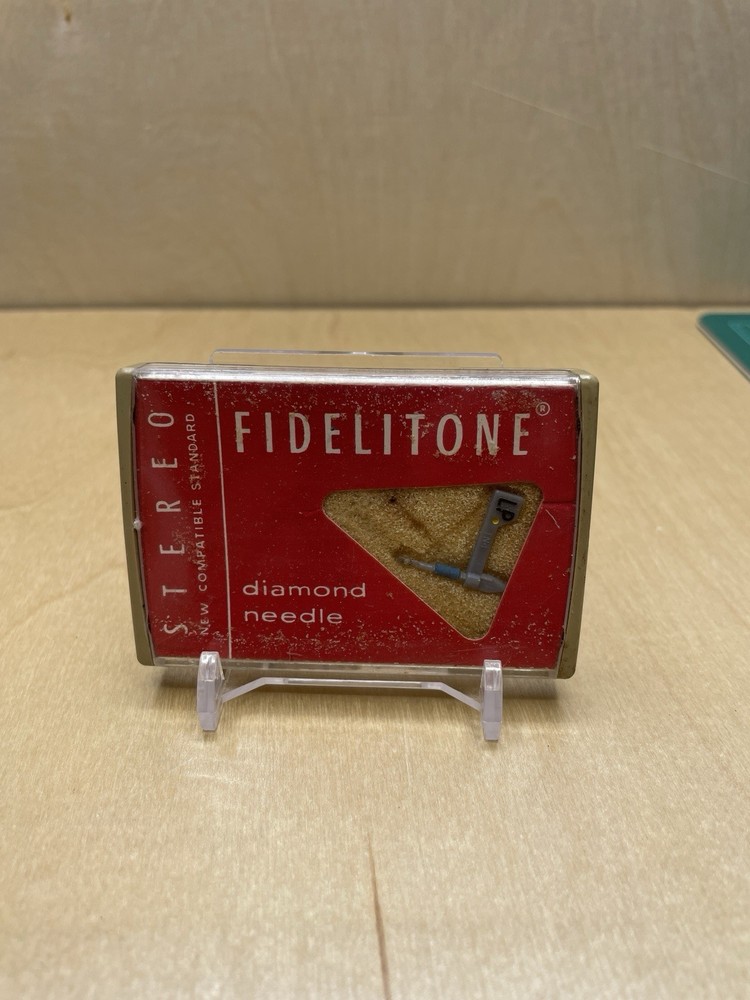 STEREO
NEW COMPATIBLE STANDARD
FIDELITONE®
LP
diamond
needle